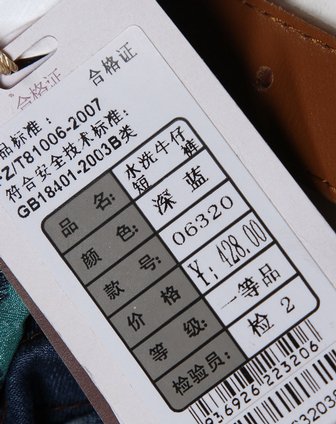 合格证
合格证
品标准:
FZ/T81006-2007
符合安全技术标准:
GB18401-2003B类
品 名: 水洗牛仔短裤
颜 色: 深 蓝
款 号: 06320
价 格: ¥: 428.00
等 级: 一等品
检验员: 检 2
936926223206